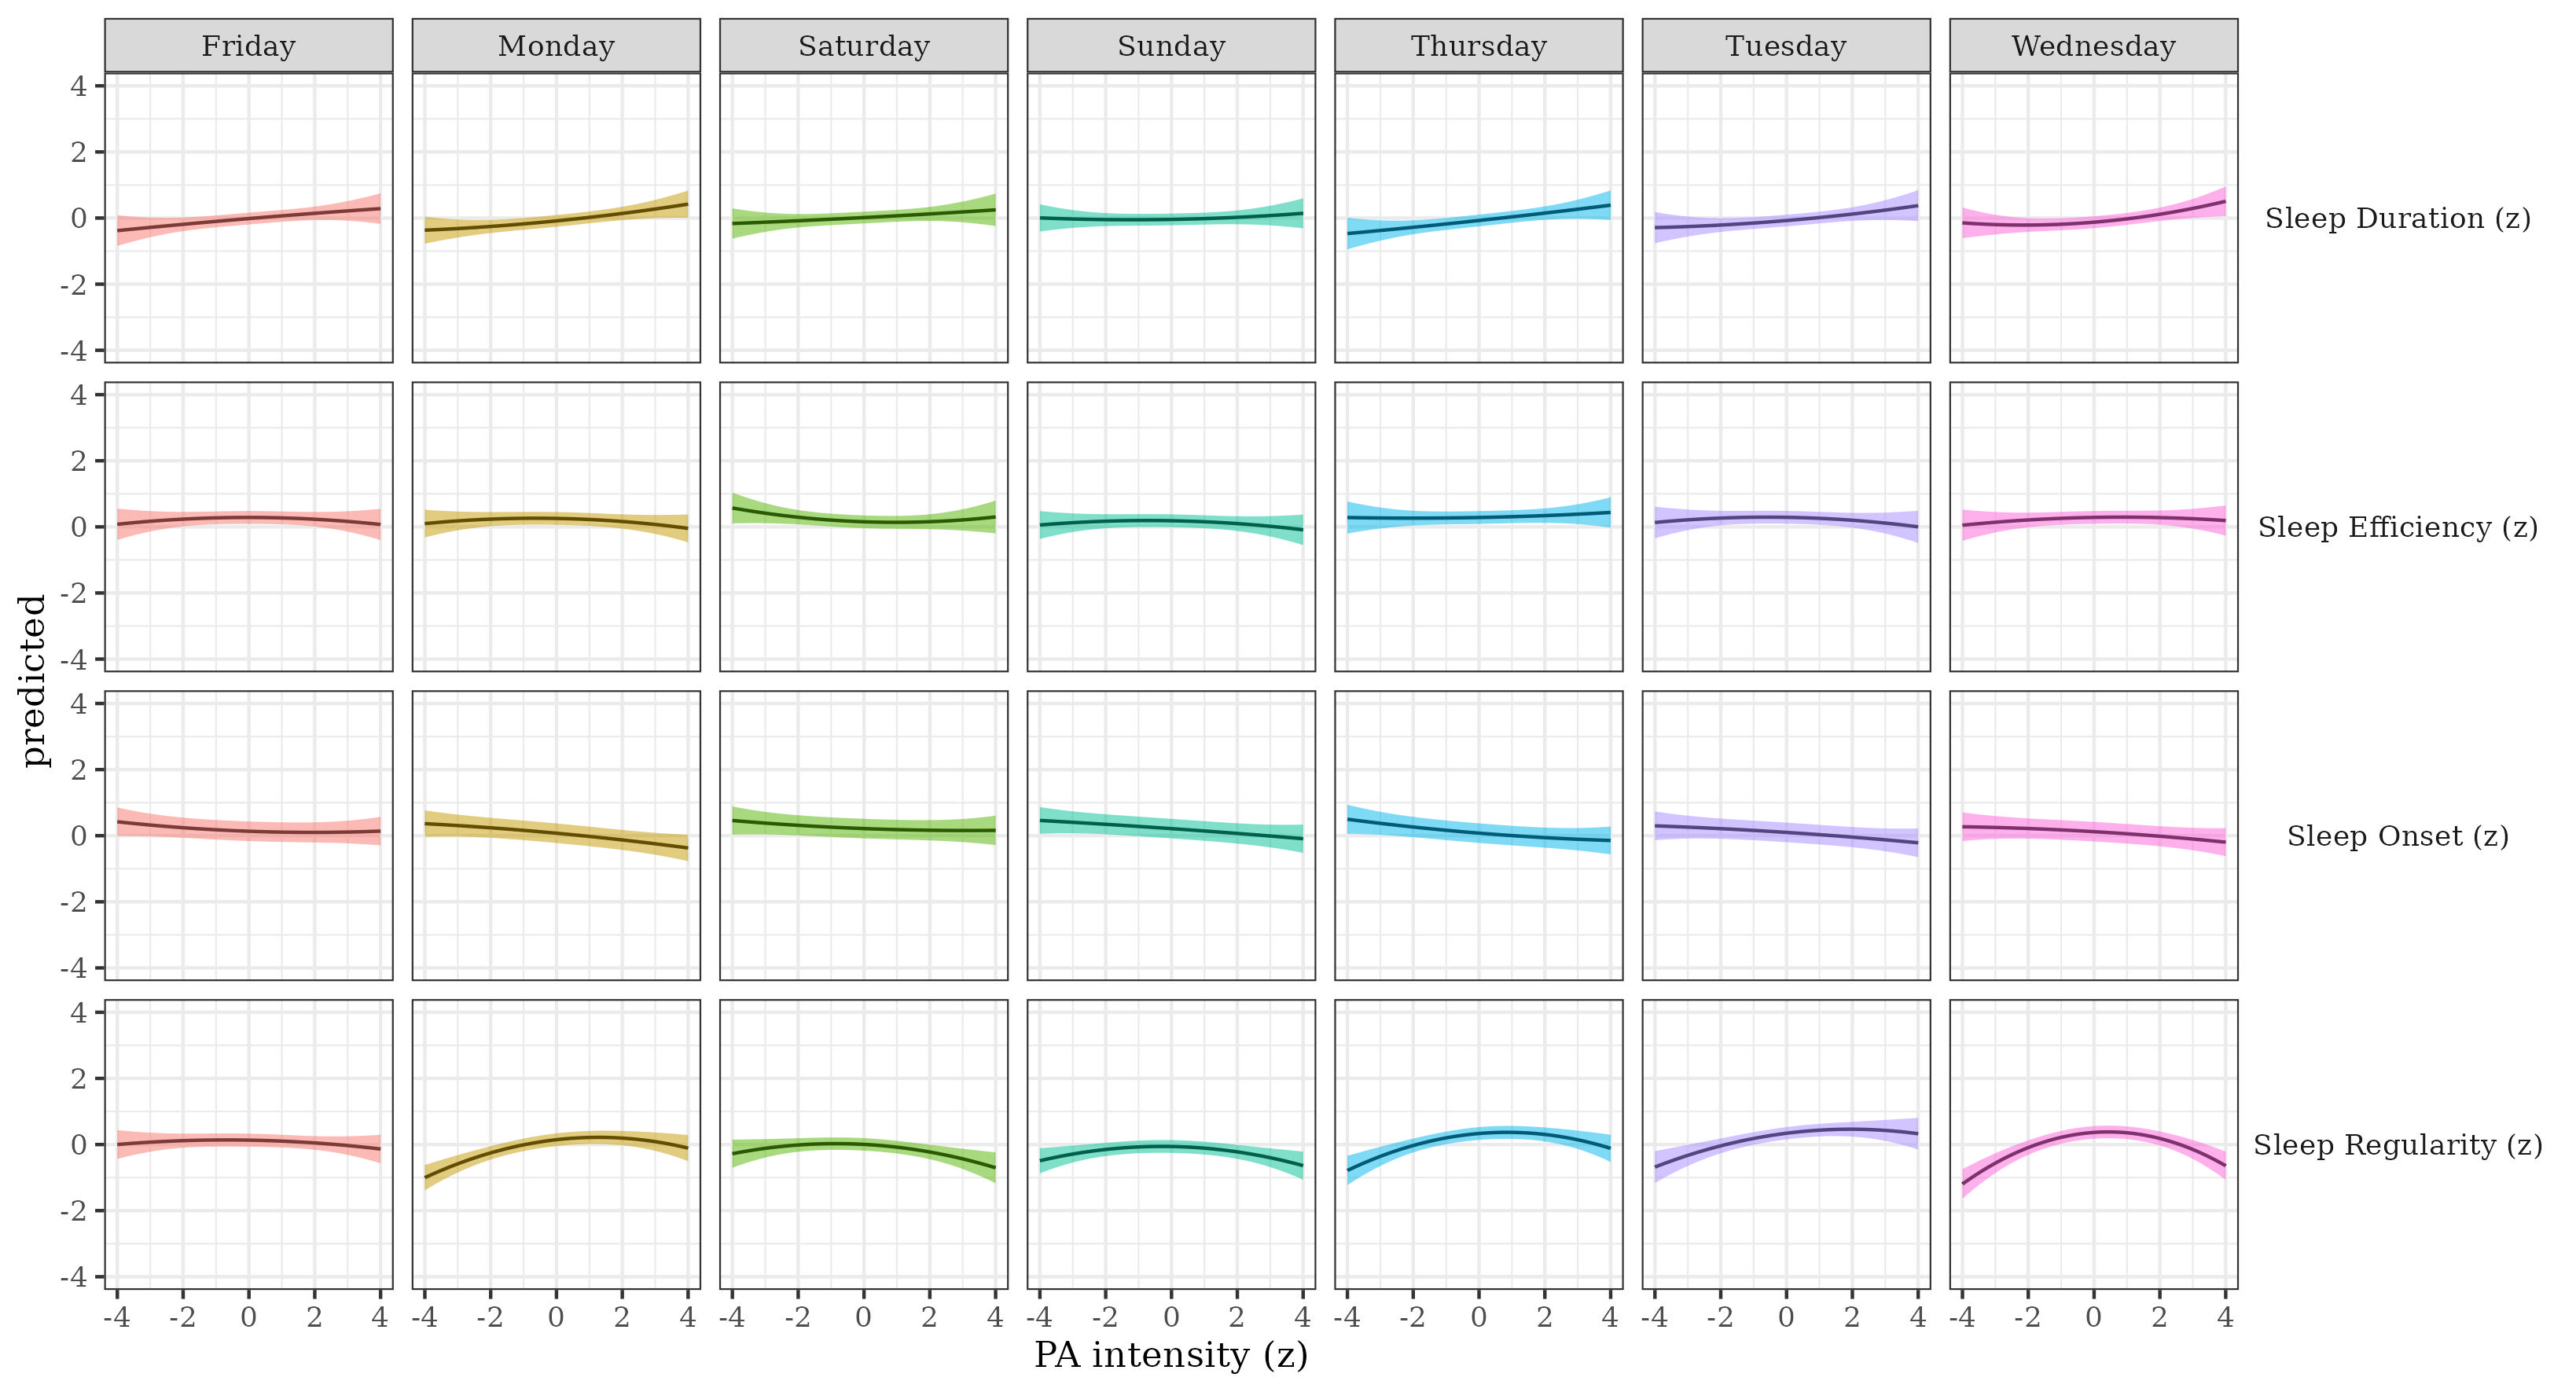 Friday Monday Saturday Sunday Thursday Tuesday Wednesday
4
2
0
-2
-4
Sleep Duration (z)
4
2
0
-2
-4
Sleep Efficiency (z)
predicted
4
2
0
-2
-4
Sleep Onset (z)
4
2
0
-2
-4
Sleep Regularity (z)
-4 -2 0 2 4 -4 -2 0 2 4 -4 -2 0 2 4 -4 -2 0 2 4 -4 -2 0 2 4 -4 -2 0 2 4 -4 -2 0 2 4
PA intensity (z)